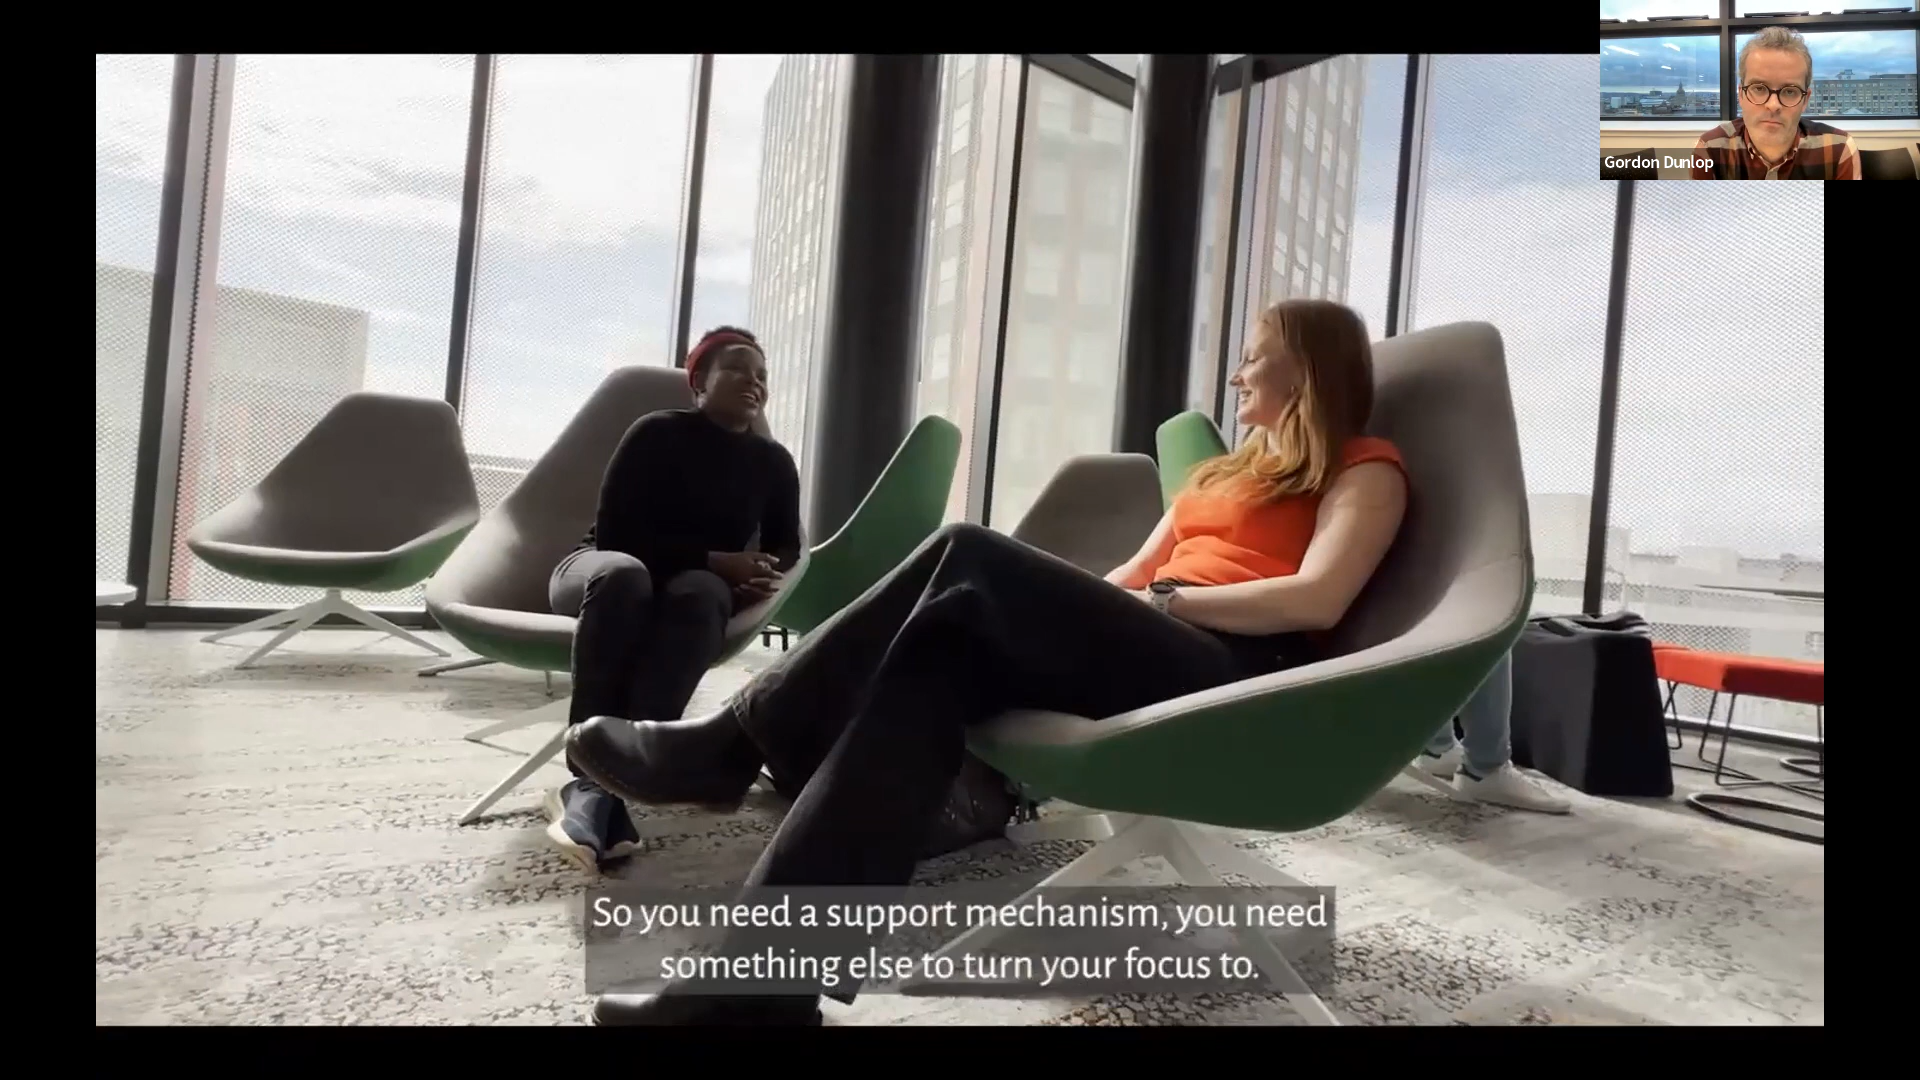 Gordon Dunlop
So you need a support mechanism, you need
something else to turn your focus to.